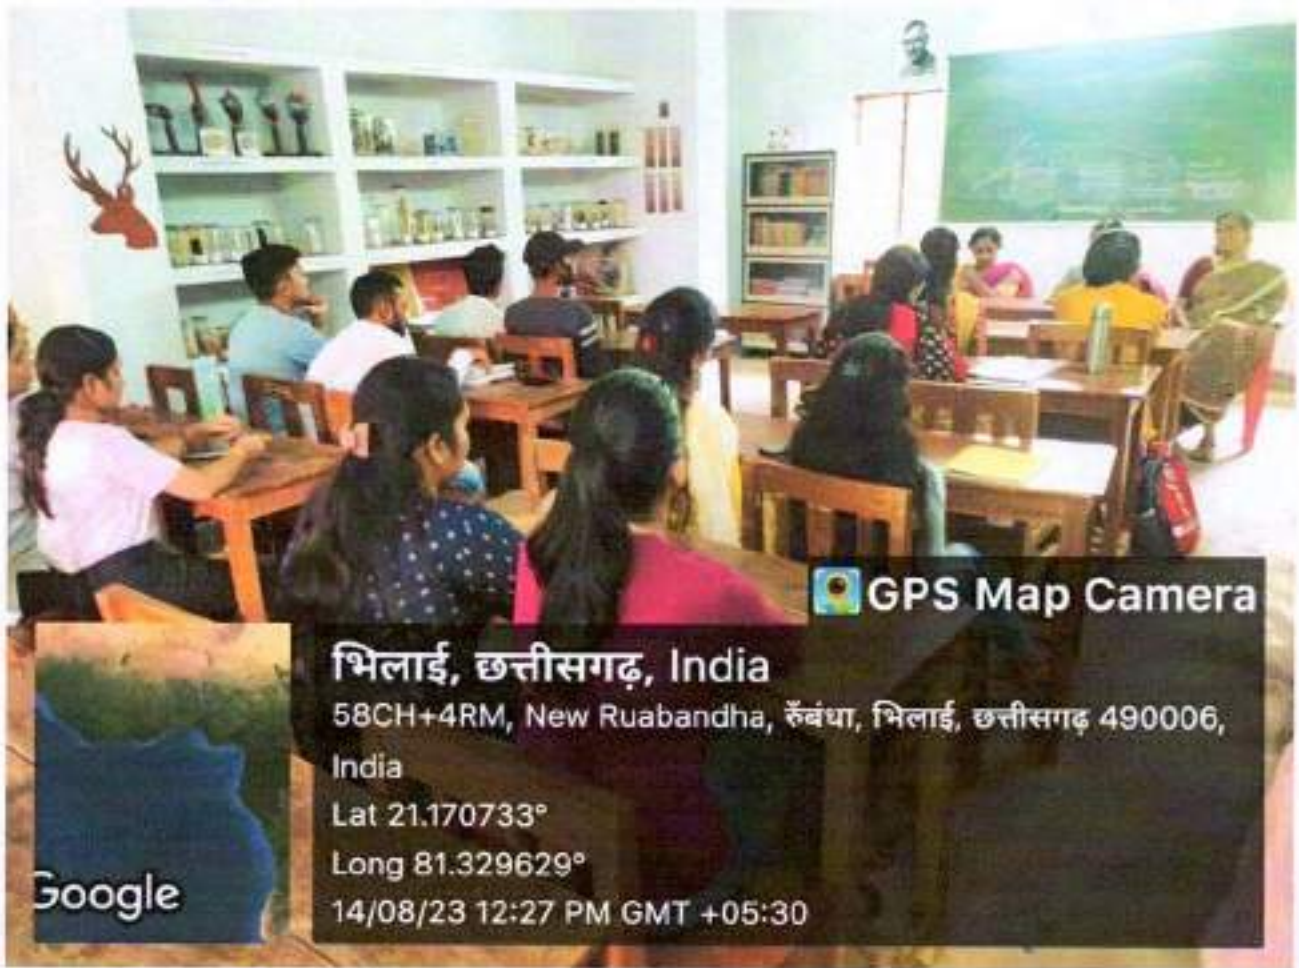 GPS Map Camera
भिलाई, छत्तीसगढ़, India
58CH+4RM, New Ruabandha, रुँबंधा, भिलाई, छत्तीसगढ़ 490006,
India
Lat 21.170733°
Long 81.329629°
14/08/23 12:27 PM GMT +05:30
Google